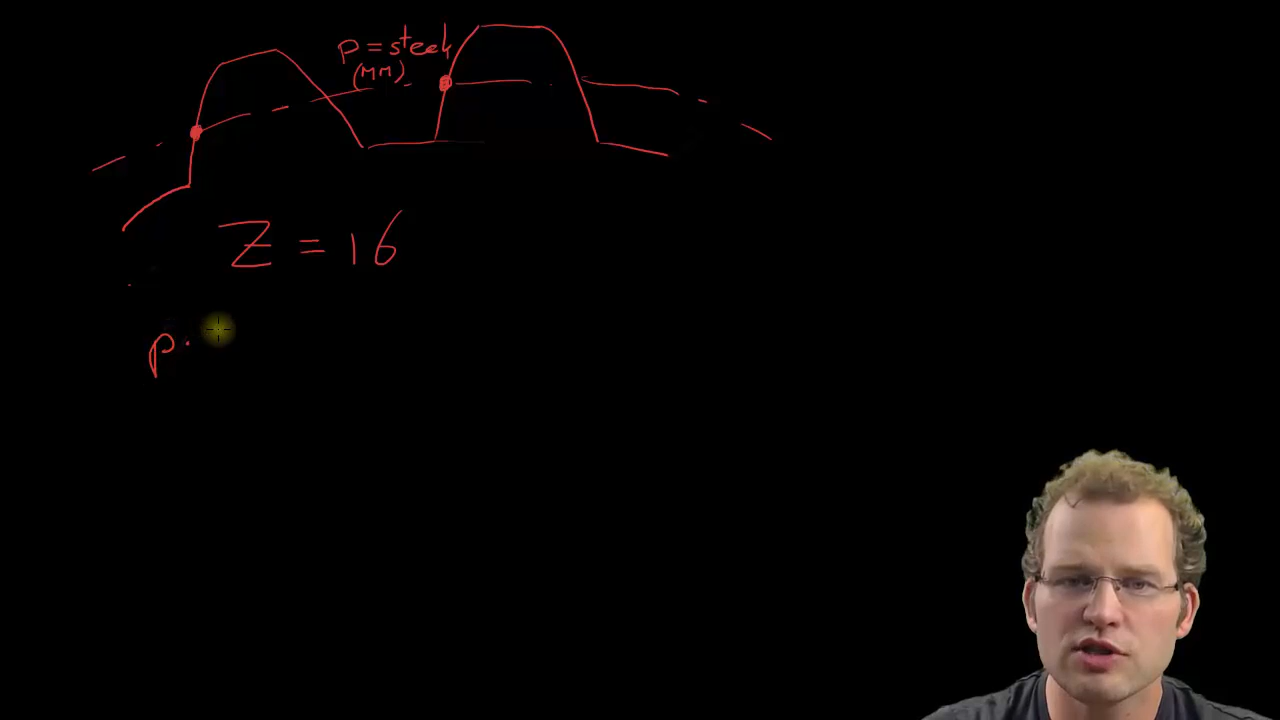 p = steek
(MM)
Z = 16
p.